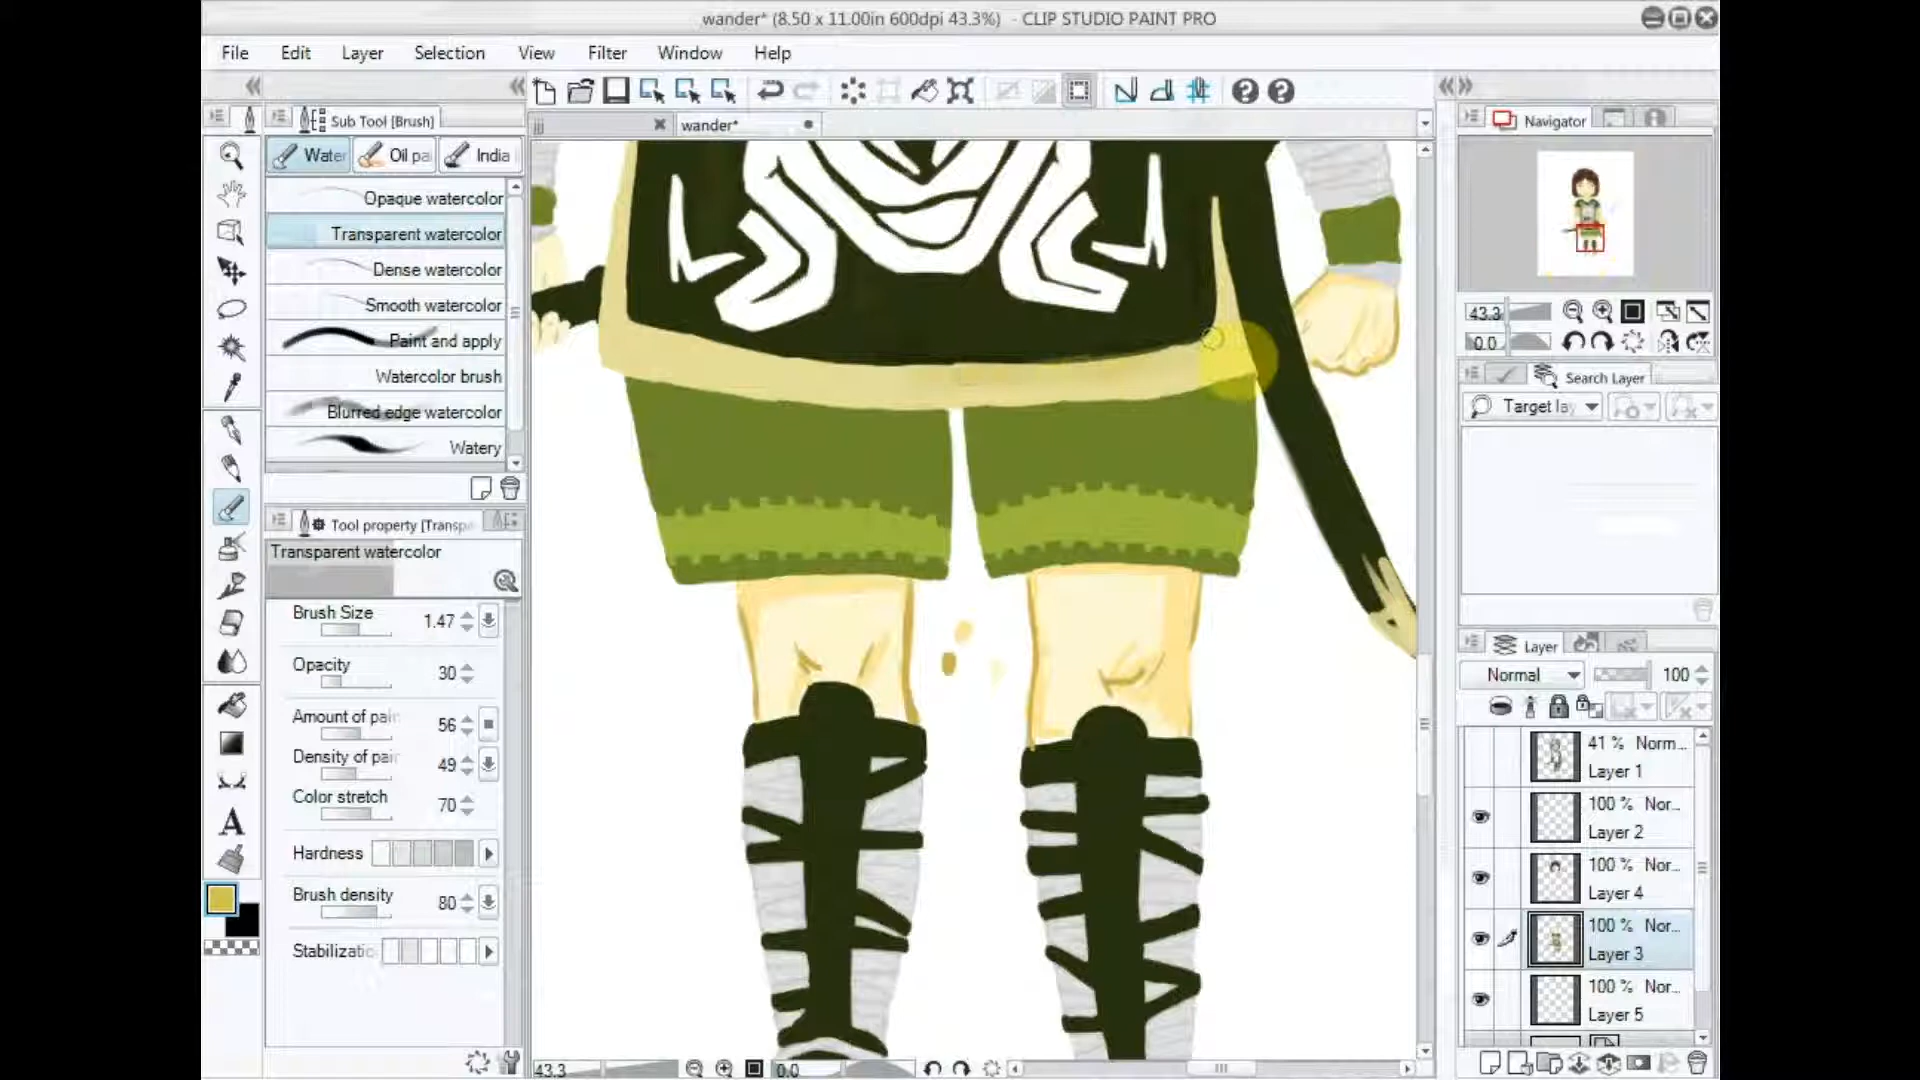 wander* (8.50 x 11.00in 600dpi 43.3%) - CLIP STUDIO PAINT PRO
File Edit Layer Selection View Filter Window Help
Sub Tool [Brush]
wander*
Navigator
Water Oil pa India
Opaque watercolor
Transparent watercolor
Dense watercolor
Smooth watercolor
Paint and apply
Watercolor brush
Blurred edge watercolor
Watery
43.3
0.0
Search Layer
Target lay
Tool property [Transpa
Transparent watercolor
Brush Size 1.47
Opacity 30
Amount of pain 56
Density of pain 49
Color stretch 70
Hardness
Brush density 80
Stabilizatio
A
Layer
Normal 100
41 % Norm...
Layer 1
100 % Nor...
Layer 2
100 % Nor...
Layer 4
100 % Nor...
Layer 3
100 % Nor...
Layer 5
43.3 0.0